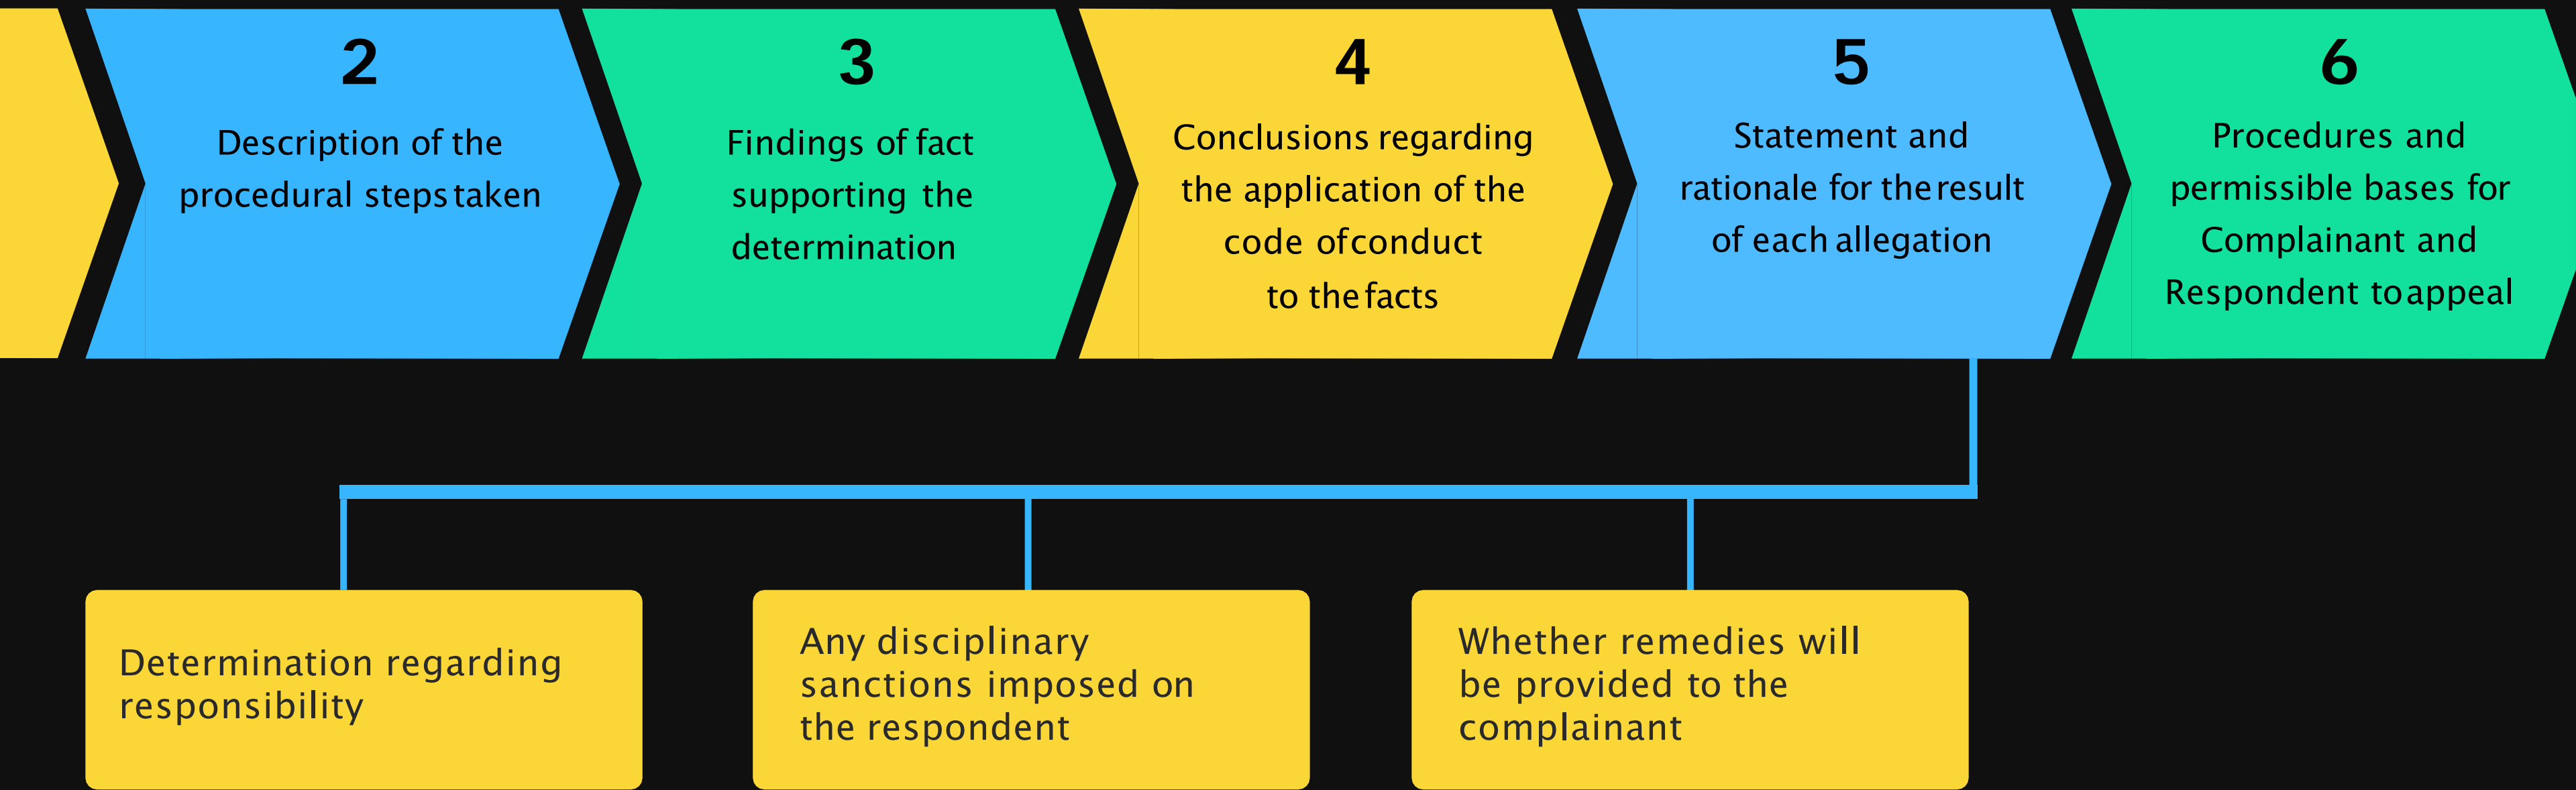 2
Description of the
procedural steps taken
3
Findings of fact
supporting the
determination
4
Conclusions regarding
the application of the
code ofconduct
to the facts
5
Statement and
rationale for the result
of each allegation
6
Procedures and
permissible bases for
Complainant and
Respondent to appeal
Determination regarding
responsibility
Any disciplinary
sanctions imposed on
the respondent
Whether remedies will
be provided to the
complainant